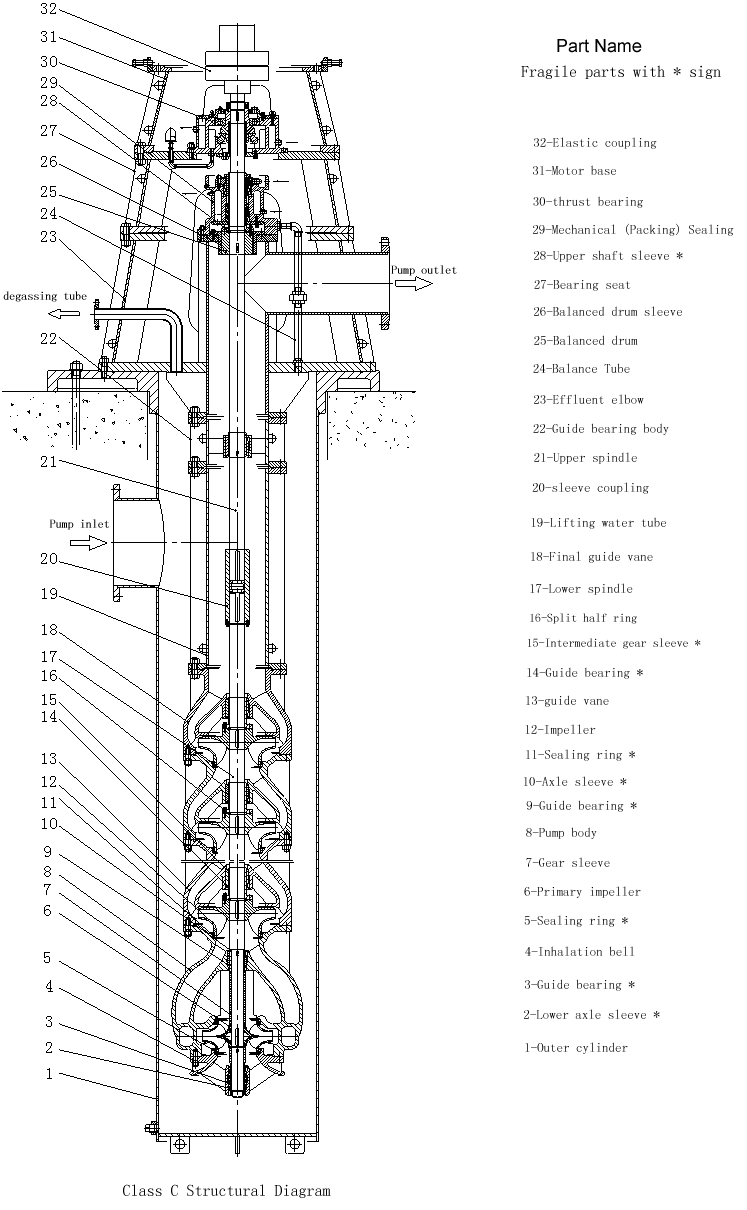 Part Name
Fragile parts with * sign
32-Elastic coupling
31-Motor base
30-thrust bearing
29-Mechanical (Packing) Sealing
28-Upper shaft sleeve *
27-Bearing seat
26-Balanced drum sleeve
25-Balanced drum
24-Balance Tube
23-Effluent elbow
22-Guide bearing body
21-Upper spindle
20-sleeve coupling
19-Lifting water tube
18-Final guide vane
17-Lower spindle
16-Split half ring
15-Intermediate gear sleeve *
14-Guide bearing *
13-guide vane
12-Impeller
11-Sealing ring *
10-Axle sleeve *
9-Guide bearing *
8-Pump body
7-Gear sleeve
6-Primary impeller
5-Sealing ring *
4-Inhalation bell
3-Guide bearing *
2-Lower axle sleeve *
1-Outer cylinder
32
31
30
29
28
27
26
25
24
23
Pump outlet
degassing tube
22
21
Pump inlet
20
19
18
17
16
15
14
13
12
11
10
9
8
7
6
5
4
3
2
1
Class C Structural Diagram